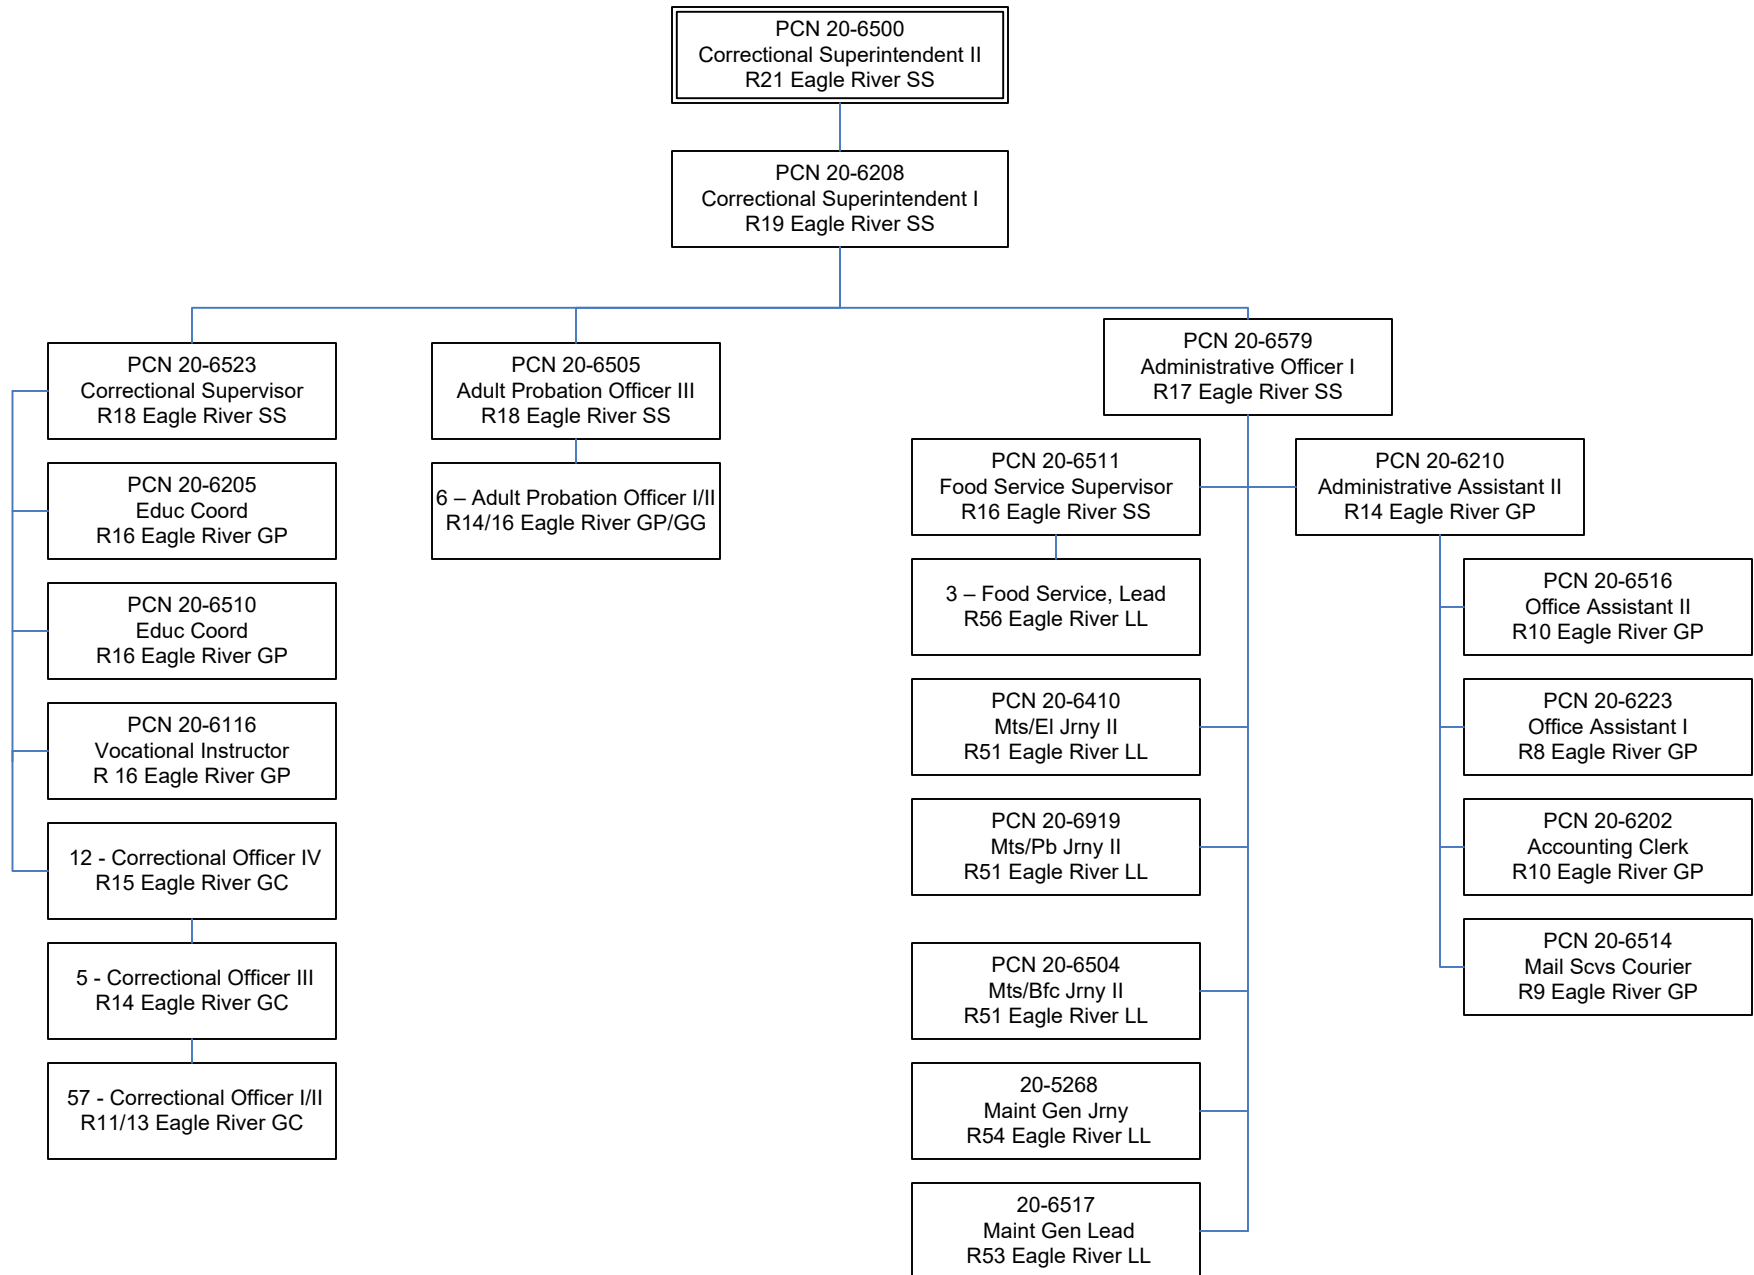 PCN 20-6500
Correctional Superintendent II
R21 Eagle River SS
PCN 20-6208
Correctional Superintendent I
R19 Eagle River SS
PCN 20-6523
Correctional Supervisor
R18 Eagle River SS
PCN 20-6205
Educ Coord
R16 Eagle River GP
PCN 20-6510
Educ Coord
R16 Eagle River GP
PCN 20-6116
Vocational Instructor
R 16 Eagle River GP
12 - Correctional Officer IV
R15 Eagle River GC
5 - Correctional Officer III
R14 Eagle River GC
57 - Correctional Officer I/II
R11/13 Eagle River GC
PCN 20-6505
Adult Probation Officer III
R18 Eagle River SS
6 – Adult Probation Officer I/II
R14/16 Eagle River GP/GG
PCN 20-6579
Administrative Officer I
R17 Eagle River SS
PCN 20-6511
Food Service Supervisor
R16 Eagle River SS
3 – Food Service, Lead
R56 Eagle River LL
PCN 20-6410
Mts/El Jrny II
R51 Eagle River LL
PCN 20-6919
Mts/Pb Jrny II
R51 Eagle River LL
PCN 20-6504
Mts/Bfc Jrny II
R51 Eagle River LL
20-5268
Maint Gen Jrny
R54 Eagle River LL
20-6517
Maint Gen Lead
R53 Eagle River LL
PCN 20-6210
Administrative Assistant II
R14 Eagle River GP
PCN 20-6516
Office Assistant II
R10 Eagle River GP
PCN 20-6223
Office Assistant I
R8 Eagle River GP
PCN 20-6202
Accounting Clerk
R10 Eagle River GP
PCN 20-6514
Mail Scvs Courier
R9 Eagle River GP